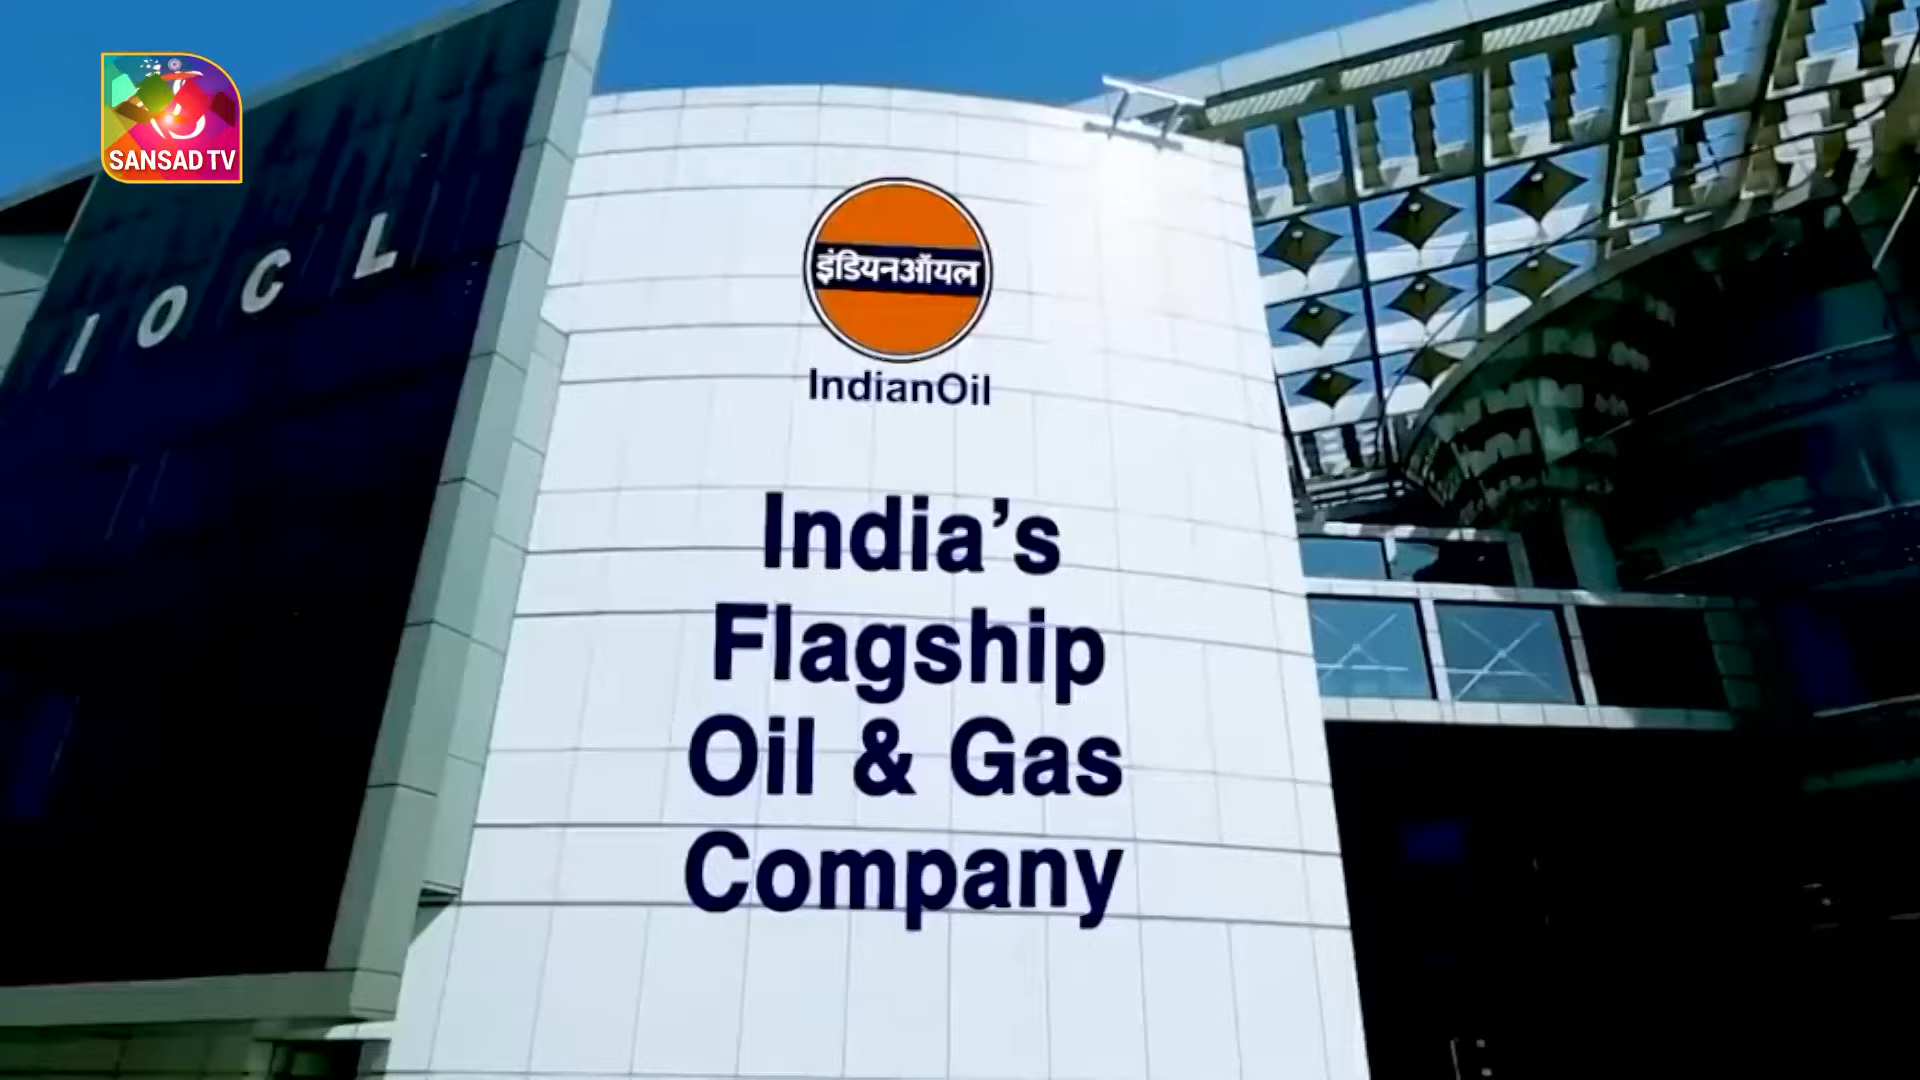 SANSAD TV
IOCL
इंडियनऑयल
IndianOil
India's
Flagship
Oil & Gas
Company